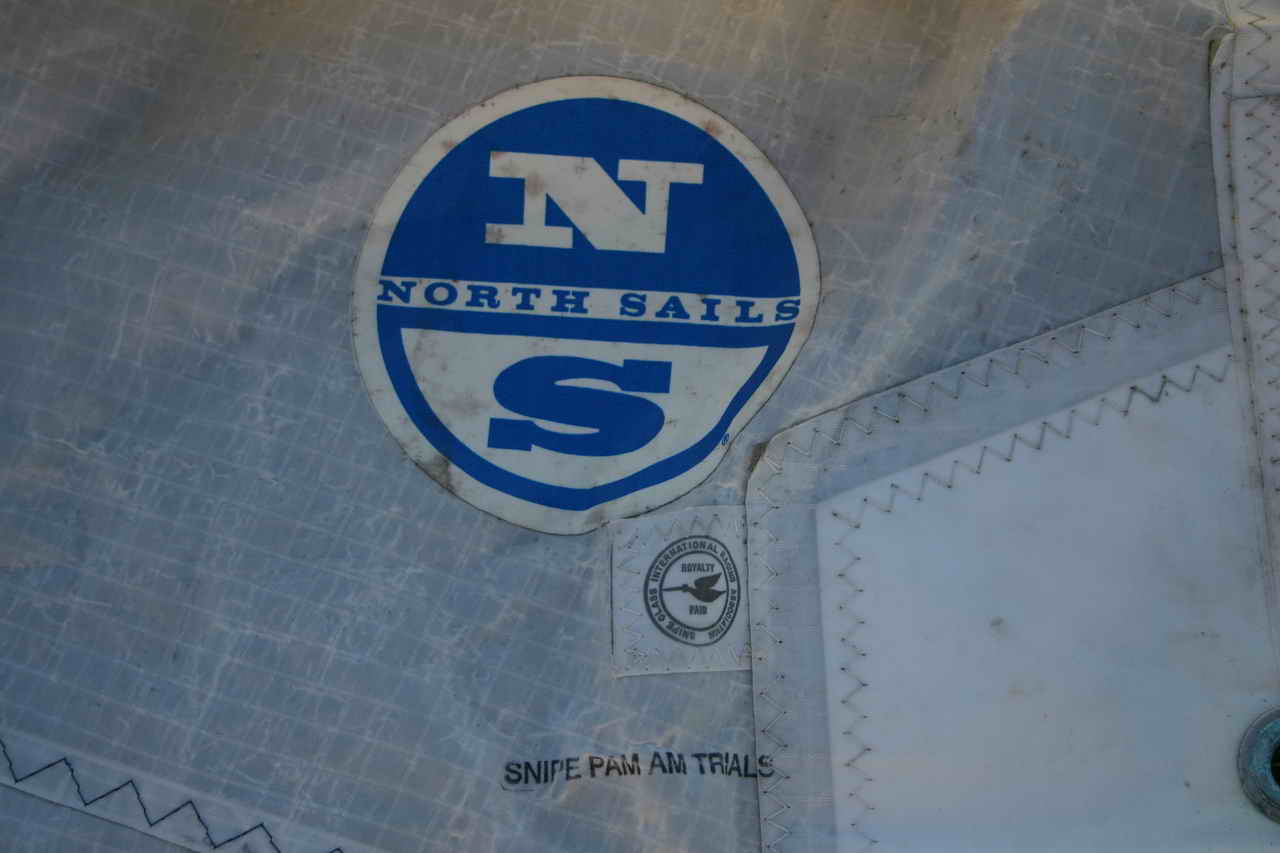 N
NORTH SAILS
S
®
SNIPE CLASS INTERNATIONAL RACING ASSOCIATION
ROYALTY
PAID
SNIPE PAM AM TRIALS